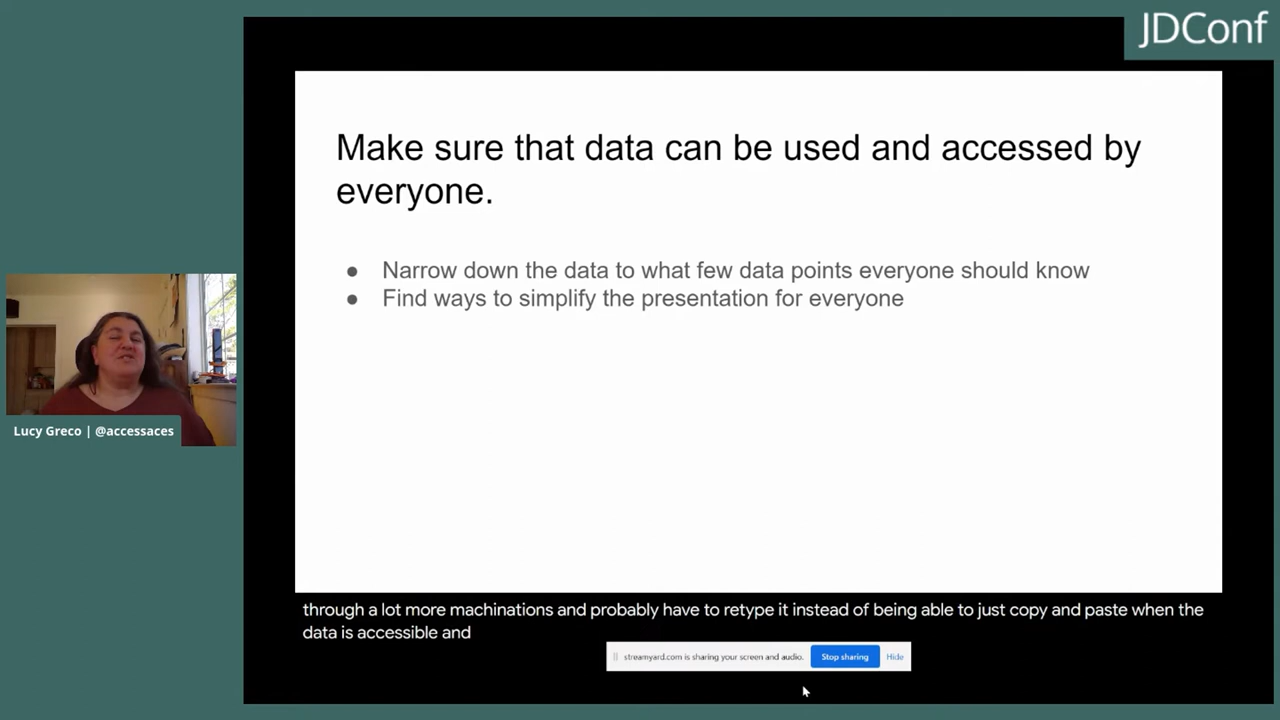 JDConf
Make sure that data can be used and accessed by
everyone.
● Narrow down the data to what few data points everyone should know
● Find ways to simplify the presentation for everyone
Lucy Greco | @accessaces
through a lot more machinations and probably have to retype it instead of being able to just copy and paste when the
data is accessible and
streamyard.com is sharing your screen and audio. Stop sharing Hide